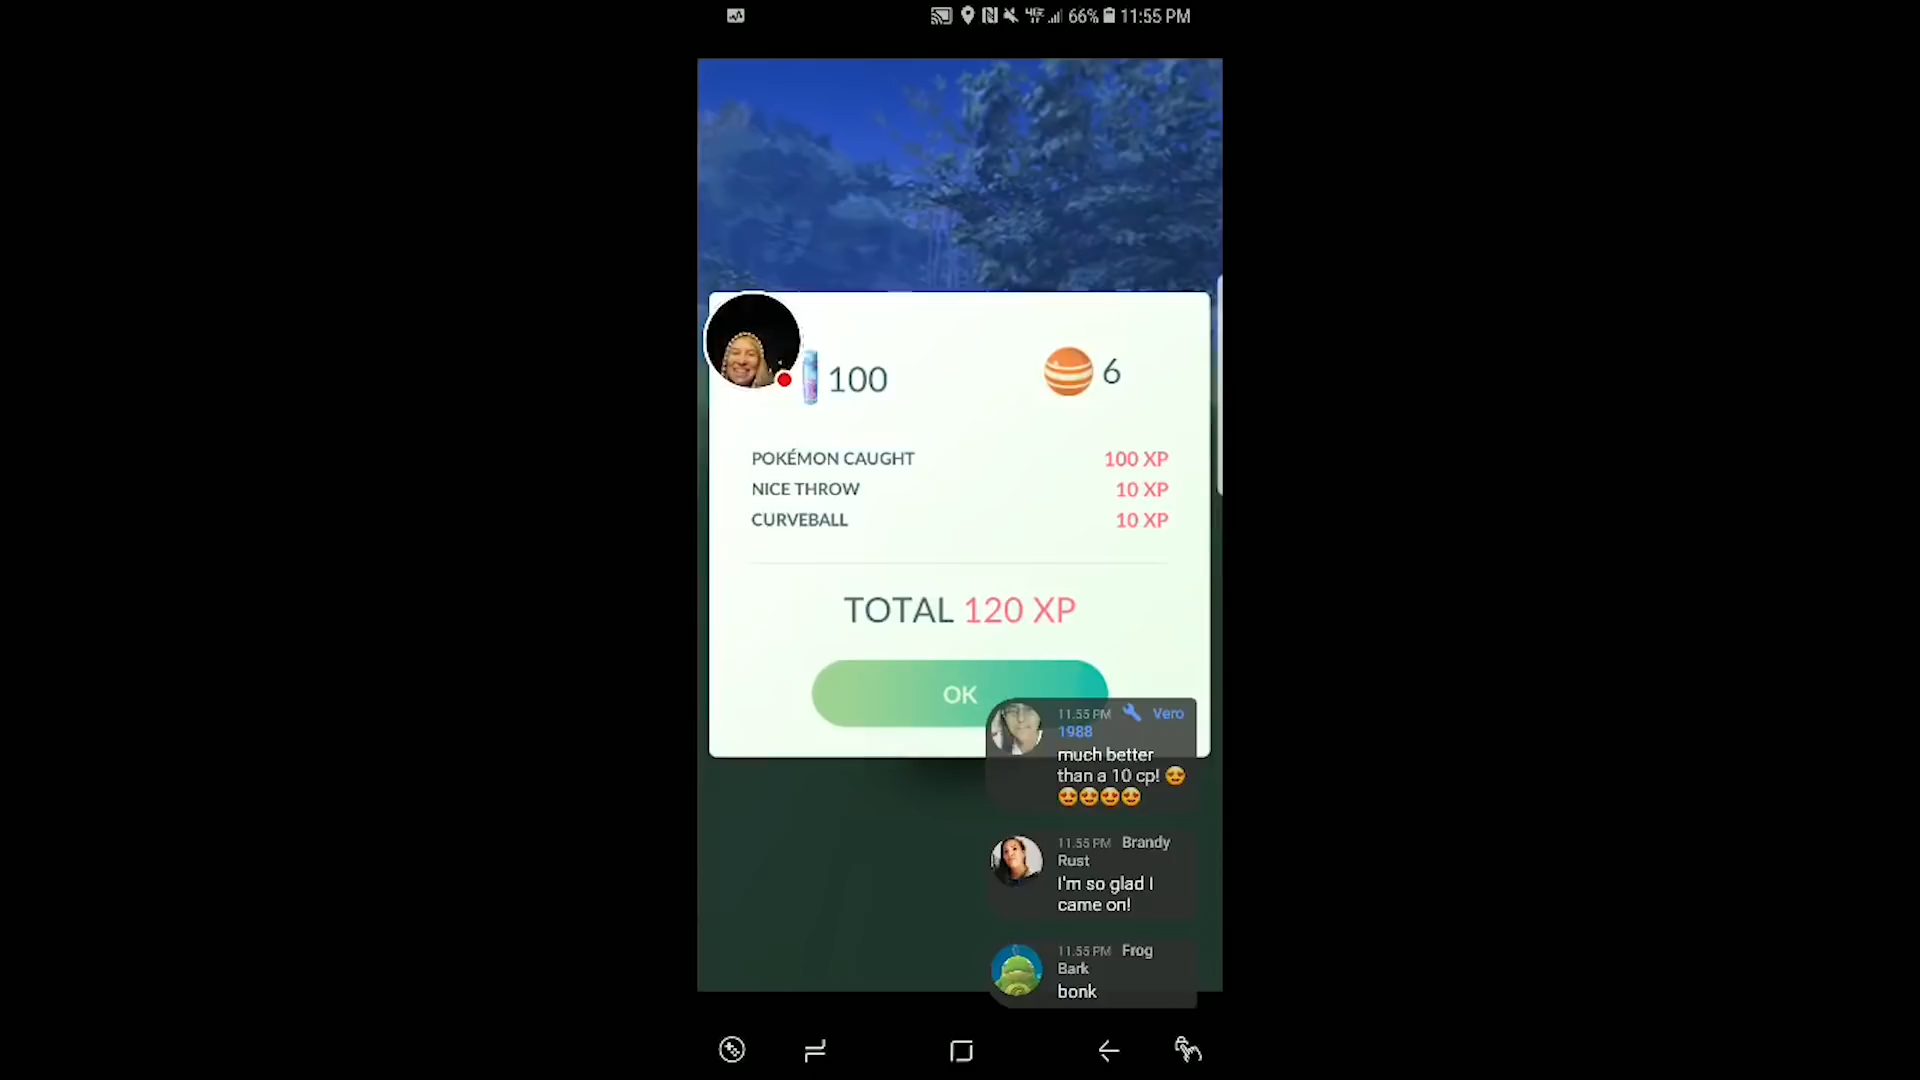 66% 11:55 PM
100
6
POKÉMON CAUGHT 100 XP
NICE THROW 10 XP
CURVEBALL 10 XP
TOTAL 120 XP
OK
11:55 PM Vero
1988
much better
than a 10 cp! 😍
😍😍😍😍
11:55 PM Brandy
Rust
I'm so glad I
came on!
11:55 PM Frog
Bark
bonk